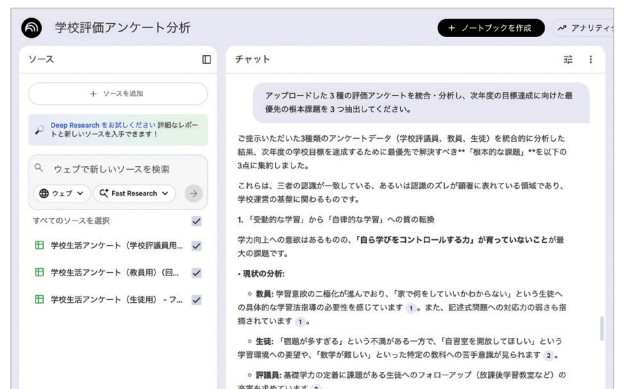 学校評価アンケート分析
＋ ノートブックを作成
アナリティ
ソース
＋ ソースを追加
Deep Research をお試しください 詳細なレポー
トと新しいソースを入手できます！
ウェブで新しいソースを検索
ウェブ
Fast Research
すべてのソースを選択
学校生活アンケート（学校評議員用...
学校生活アンケート（教員用）（回...
学校生活アンケート（生徒用） - フ...
チャット
アップロードした３種の評価アンケートを統合・分析し、次年度の目標達成に向けた最
優先の根本課題を３つ抽出してください。
ご提示いただいた3種類のアンケートデータ（学校評議員、教員、生徒）を統合的に分析した
結果、次年度の学校目標を達成するために最優先で解決すべき**「根本的な課題」**を以下の
3点に集約しました。
これらは、三者の認識が一致している、あるいは認識のズレが顕著に表れている領域であり、
学校運営の基盤に関わるものです。
1. 「受動的な学習」から「自律的な学習」への質の転換
学力向上への意欲はあるものの、「自ら学びをコントロールする力」が育っていないことが最
大の課題です。
・現状の分析:
○ 教員: 学習意欲の二極化が進んでおり、「家で何をしていいかわからない」という生徒へ
の具体的な学習法指導の必要性を感じています 1 。また、記述式問題への対応力の弱さも指
摘されています 1 。
○ 生徒: 「宿題が多すぎる」という不満がある一方で、「自習室を開放してほしい」という
学習環境への要望や、「数学が難しい」といった特定の教科への苦手意識が見られます 2 。
○ 評議員: 基礎学力の定着に課題がある生徒へのフォローアップ（放課後学習教室など）の
充実を求めています